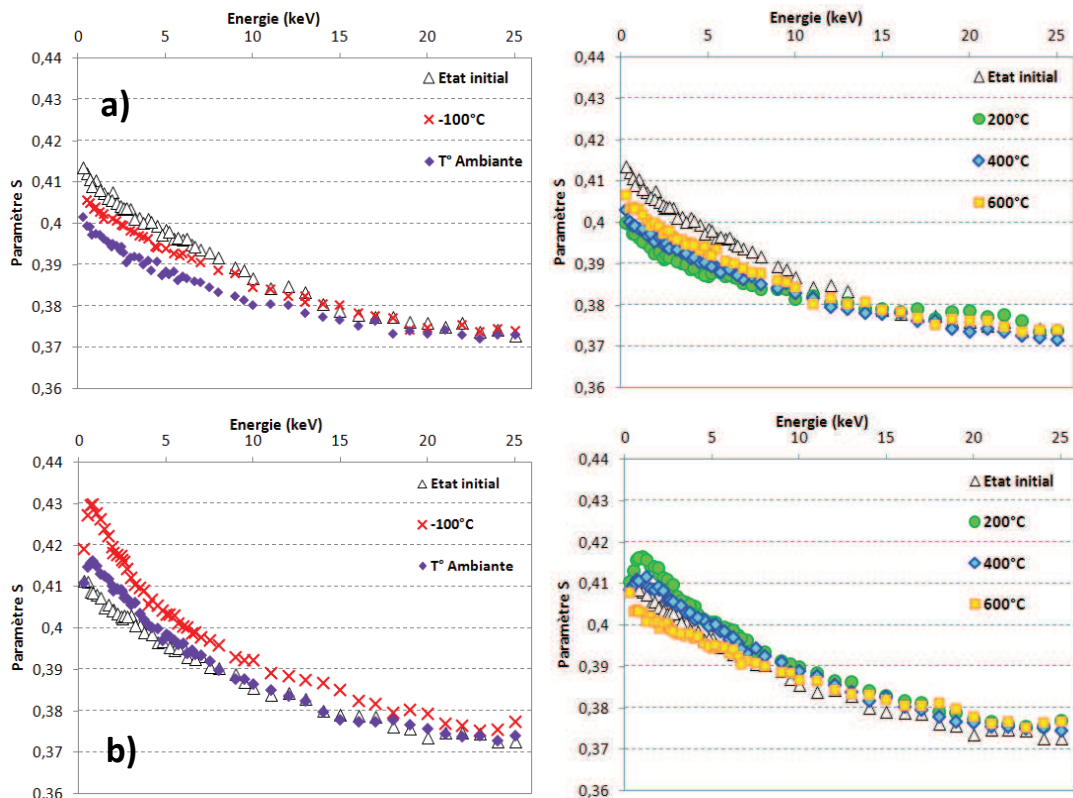 Energie (keV)
0 5 10 15 20 25
0,44
0,43
0,42
0,41
0,4
0,39
0,38
0,37
0,36
Paramètre S
a)
Etat initial
-100°C
T° Ambiante
Energie (keV)
0 5 10 15 20 25
0,44
0,43
0,42
0,41
0,4
0,39
0,38
0,37
0,36
Paramètre S
Etat initial
200°C
400°C
600°C
Energie (keV)
0 5 10 15 20 25
0,44
0,43
0,42
0,41
0,40
0,39
0,38
0,37
0,36
Paramètre S
b)
Etat initial
-100°C
T° Ambiante
Energie (keV)
0 5 10 15 20 25
0,44
0,43
0,42
0,41
0,4
0,39
0,38
0,37
0,36
Paramètre S
Etat initial
200°C
400°C
600°C